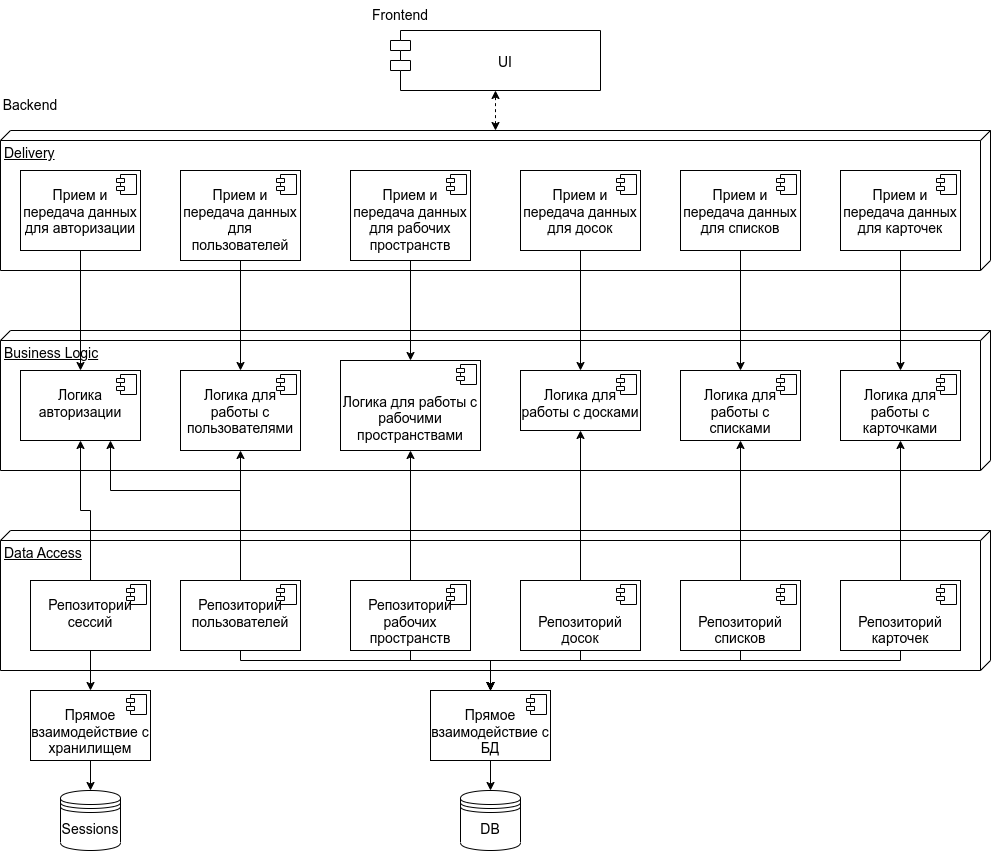 Frontend
UI
Backend
Delivery
Прием и
передача данных
для авторизации
Прием и
передача данных
для
пользователей
Прием и
передача данных
для рабочих
пространств
Прием и
передача данных
для досок
Прием и
передача данных
для списков
Прием и
передача данных
для карточек
Business Logic
Логика
авторизации
Логика для
работы с
пользователями
Логика для работы с
рабочими
пространствами
Логика для
работы с досками
Логика для
работы с
списками
Логика для
работы с
карточками
Data Access
Репозиторий
сессий
Репозиторий
пользователей
Репозиторий
рабочих
пространств
Репозиторий
досок
Репозиторий
списков
Репозиторий
карточек
Прямое
взаимодействие с
хранилищем
Прямое
взаимодействие с
БД
Sessions
DB